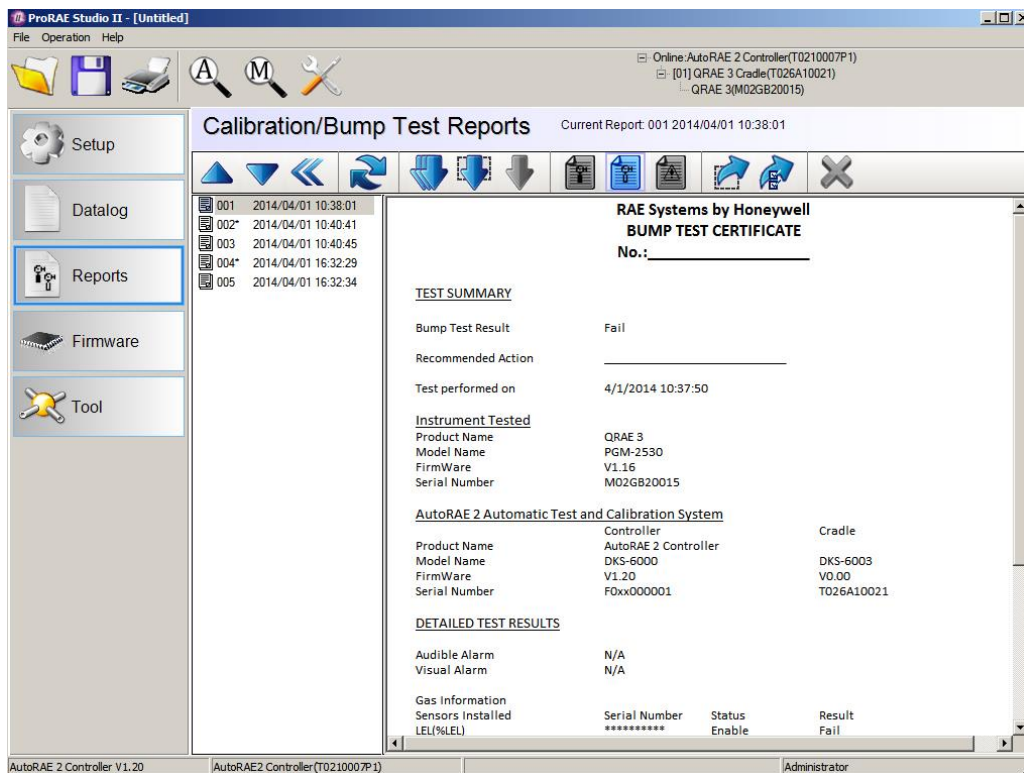 ProRAE Studio II - [Untitled]
File Operation Help
A M
Online:AutoRAE 2 Controller(T0210007P1)
[01] QRAE 3 Cradle(T026A10021)
QRAE 3(M02GB20015)
Setup
Datalog
Reports
Firmware
Tool
Calibration/Bump Test Reports Current Report: 001 2014/04/01 10:38:01
001 2014/04/01 10:38:01
002* 2014/04/01 10:40:41
003 2014/04/01 10:40:45
004* 2014/04/01 16:32:29
005 2014/04/01 16:32:34
RAE Systems by Honeywell
BUMP TEST CERTIFICATE
No.:____________________
TEST SUMMARY
Bump Test Result Fail
Recommended Action ____________________
Test performed on 4/1/2014 10:37:50
Instrument Tested
Product Name QRAE 3
Model Name PGM-2530
FirmWare V1.16
Serial Number M02GB20015
AutoRAE 2 Automatic Test and Calibration System
Controller Cradle
Product Name AutoRAE 2 Controller
Model Name DKS-6000 DKS-6003
FirmWare V1.20 V0.00
Serial Number F0xx000001 T026A10021
DETAILED TEST RESULTS
Audible Alarm N/A
Visual Alarm N/A
Gas Information
Sensors Installed Serial Number Status Result
LEL(%LEL) ********** Enable Fail
AutoRAE 2 Controller V1.20 AutoRAE2 Controller(T0210007P1) Administrator